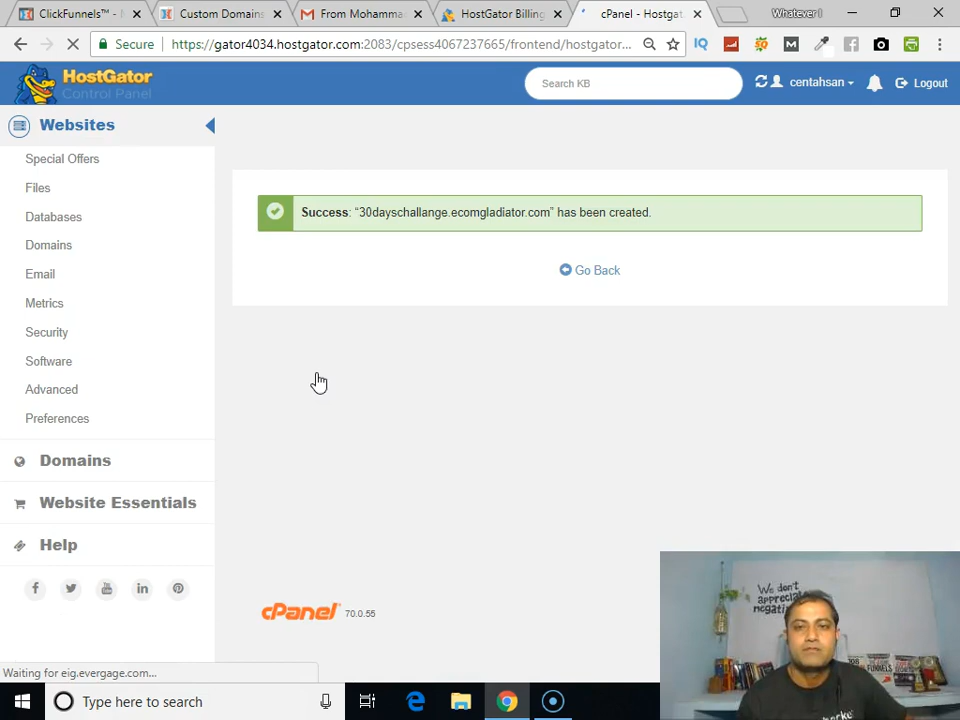 ClickFunnels™ - M
Custom Domains
From Mohamma
HostGator Billing
cPanel - Hostgat
Whatever I
Secure
https://gator4034.hostgator.com:2083/cpsess4067237665/frontend/hostgator...
HostGator
Control Panel
Search KB
centahsan
Logout
Websites
Special Offers
Files
Databases
Domains
Email
Metrics
Security
Software
Advanced
Preferences
Domains
Website Essentials
Help
Success: “30dayschallange.ecomgladiator.com” has been created.
Go Back
cPanel 70.0.55
We don't
appreciate
Waiting for eig.evergage.com...
Type here to search